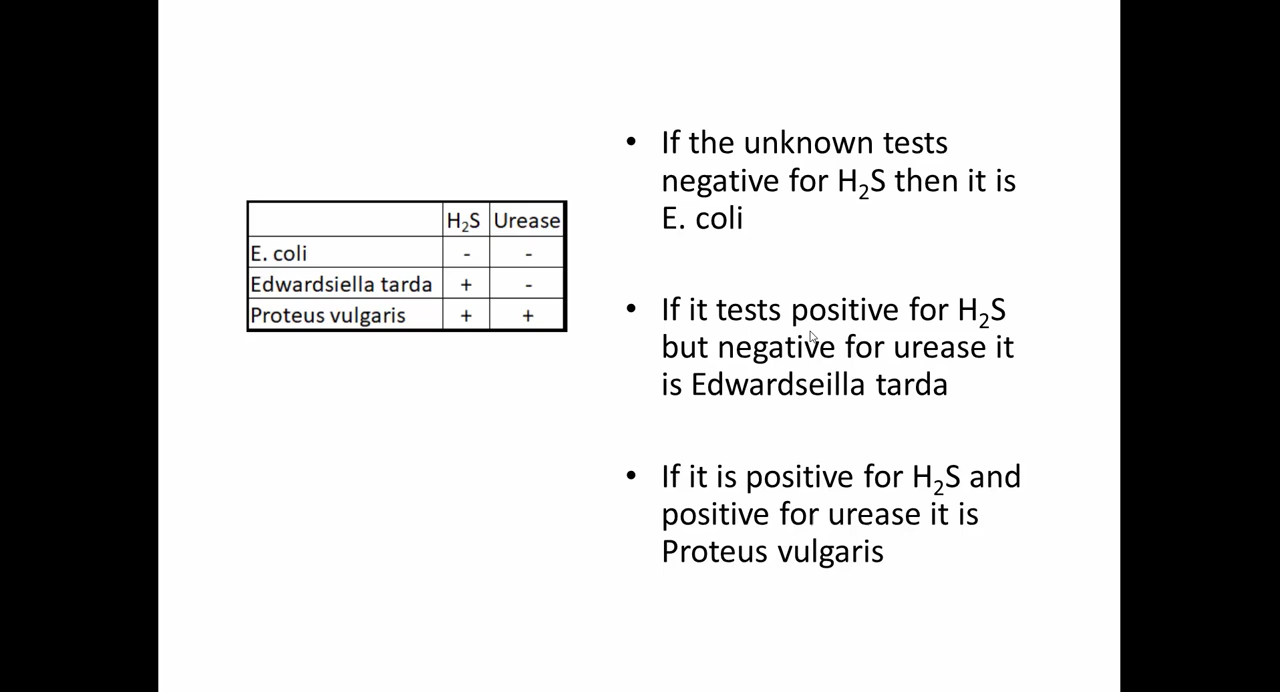 H₂S Urease
E. coli - -
Edwardsiella tarda + -
Proteus vulgaris + +
• If the unknown tests
negative for H₂S then it is
E. coli
• If it tests positive for H₂S
but negative for urease it
is Edwardseilla tarda
• If it is positive for H₂S and
positive for urease it is
Proteus vulgaris